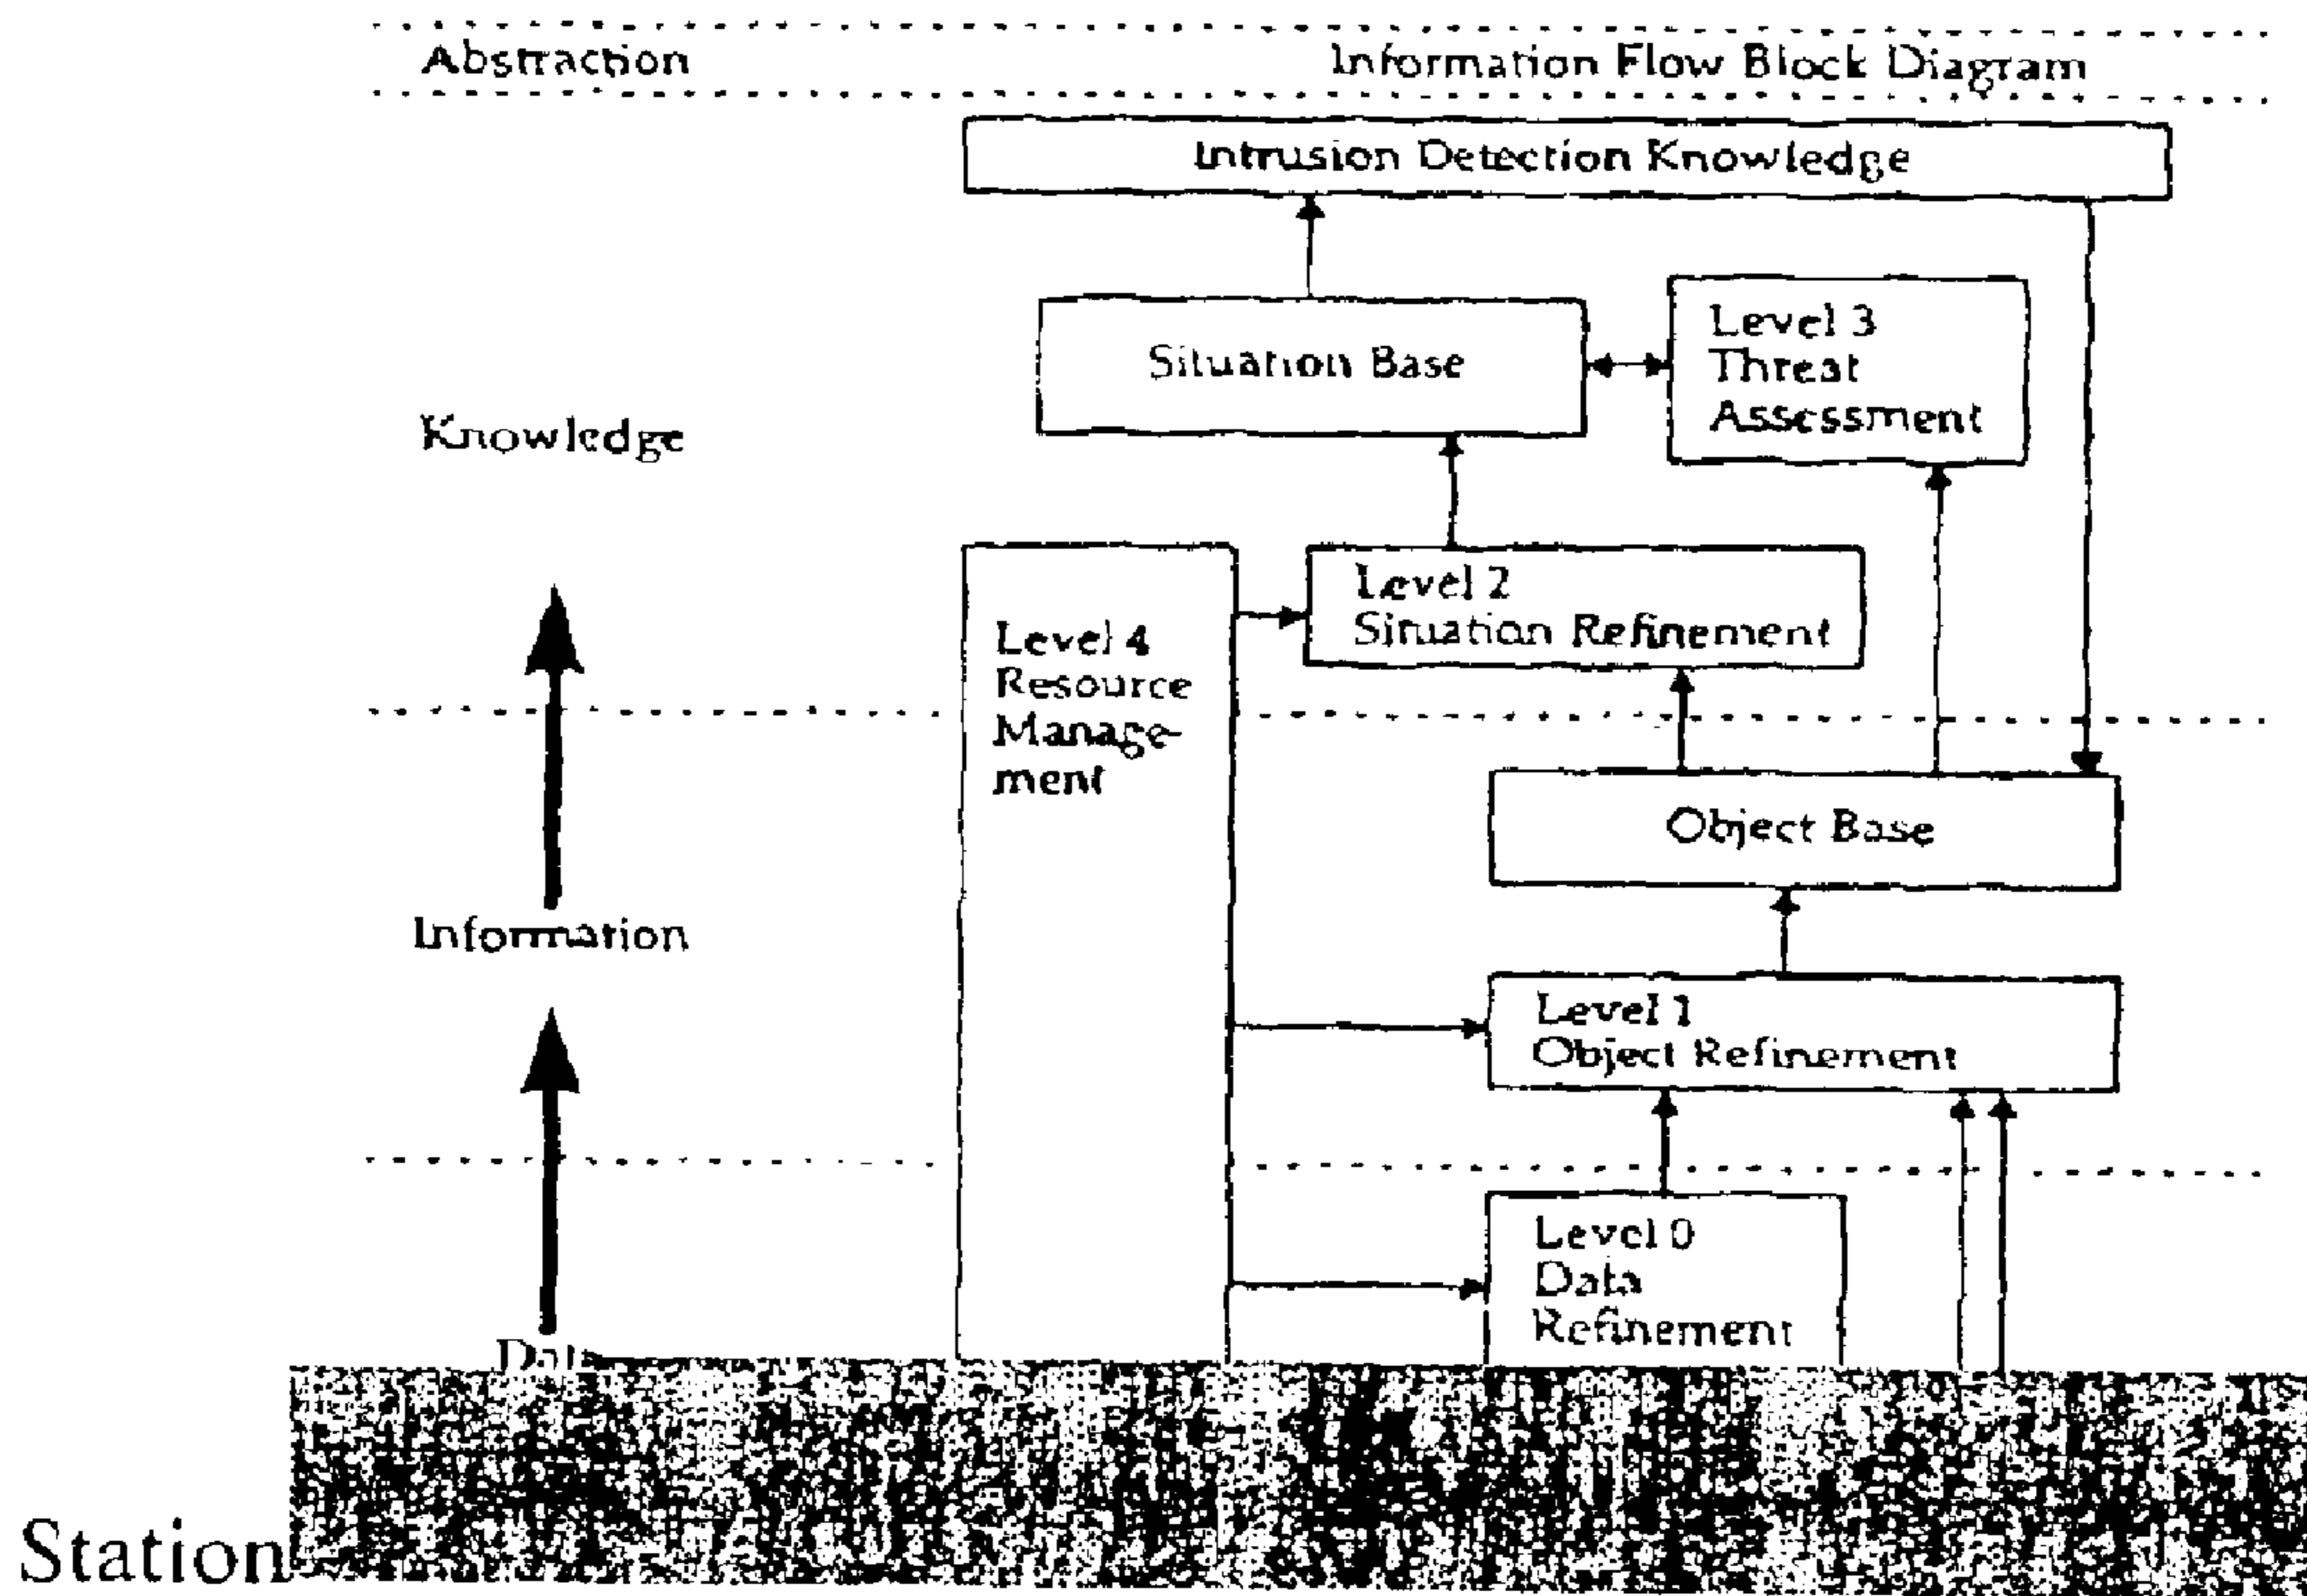 Abstraction
Information Flow Block Diagram
Intrusion Detection Knowledge
Situation Base
Level 3
Threat
Assessment
Knowledge
Level 2
Situation Refinement
Level 4
Resource
Manage-
ment
Object Base
Information
Level 1
Object Refinement
Level 0
Data
Refinement
Data
Station